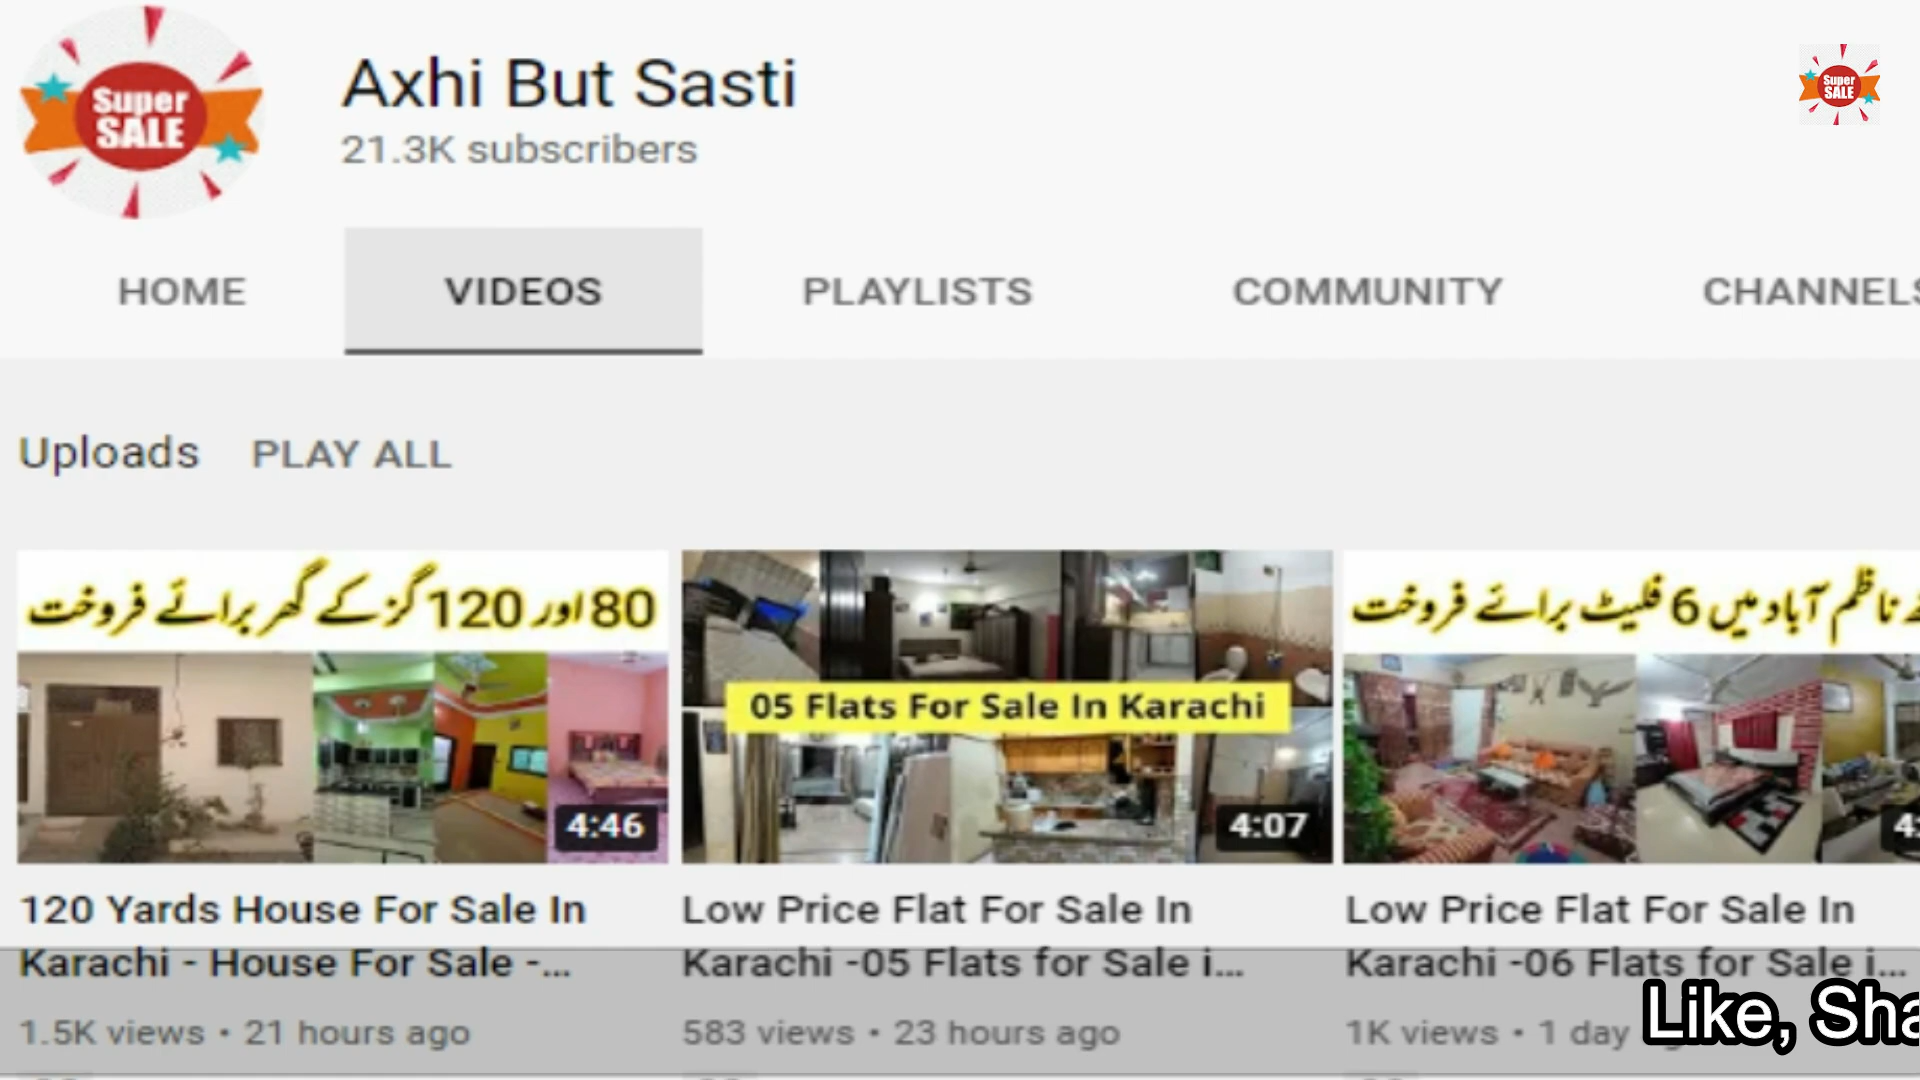 Super
SALE
Axhi But Sasti
21.3K subscribers
Super
SALE
HOME
VIDEOS
PLAYLISTS
COMMUNITY
CHANNELS
Uploads
PLAY ALL
80 اور 120 گز کے گھر برائے فروخت
4:46
120 Yards House For Sale In
Karachi - House For Sale -...
1.5K views • 21 hours ago
05 Flats For Sale In Karachi
4:07
Low Price Flat For Sale In
Karachi -05 Flats for Sale i...
583 views • 23 hours ago
ناظم آباد میں 6 فلیٹ برائے فروخت
Low Price Flat For Sale In
Karachi -06 Flats for Sale i...
1K views • 1 day
Like,